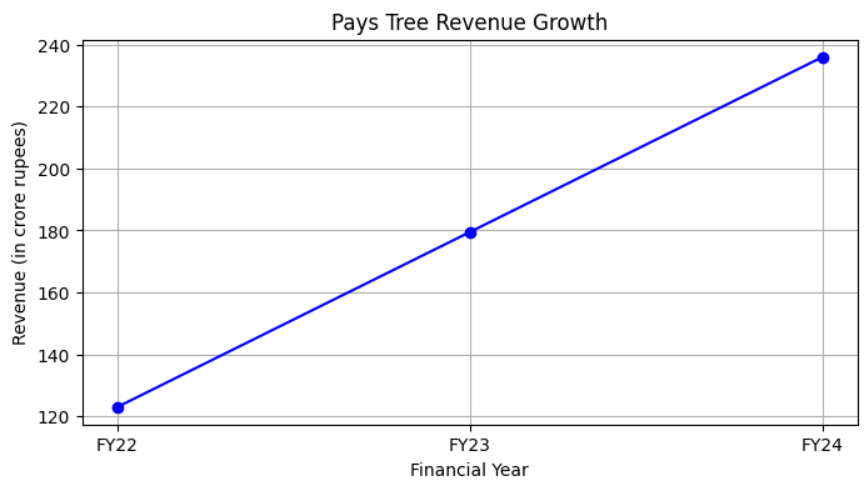 Pays Tree Revenue Growth
240
220
200
180
160
140
120
Revenue (in crore rupees)
FY22
FY23
FY24
Financial Year